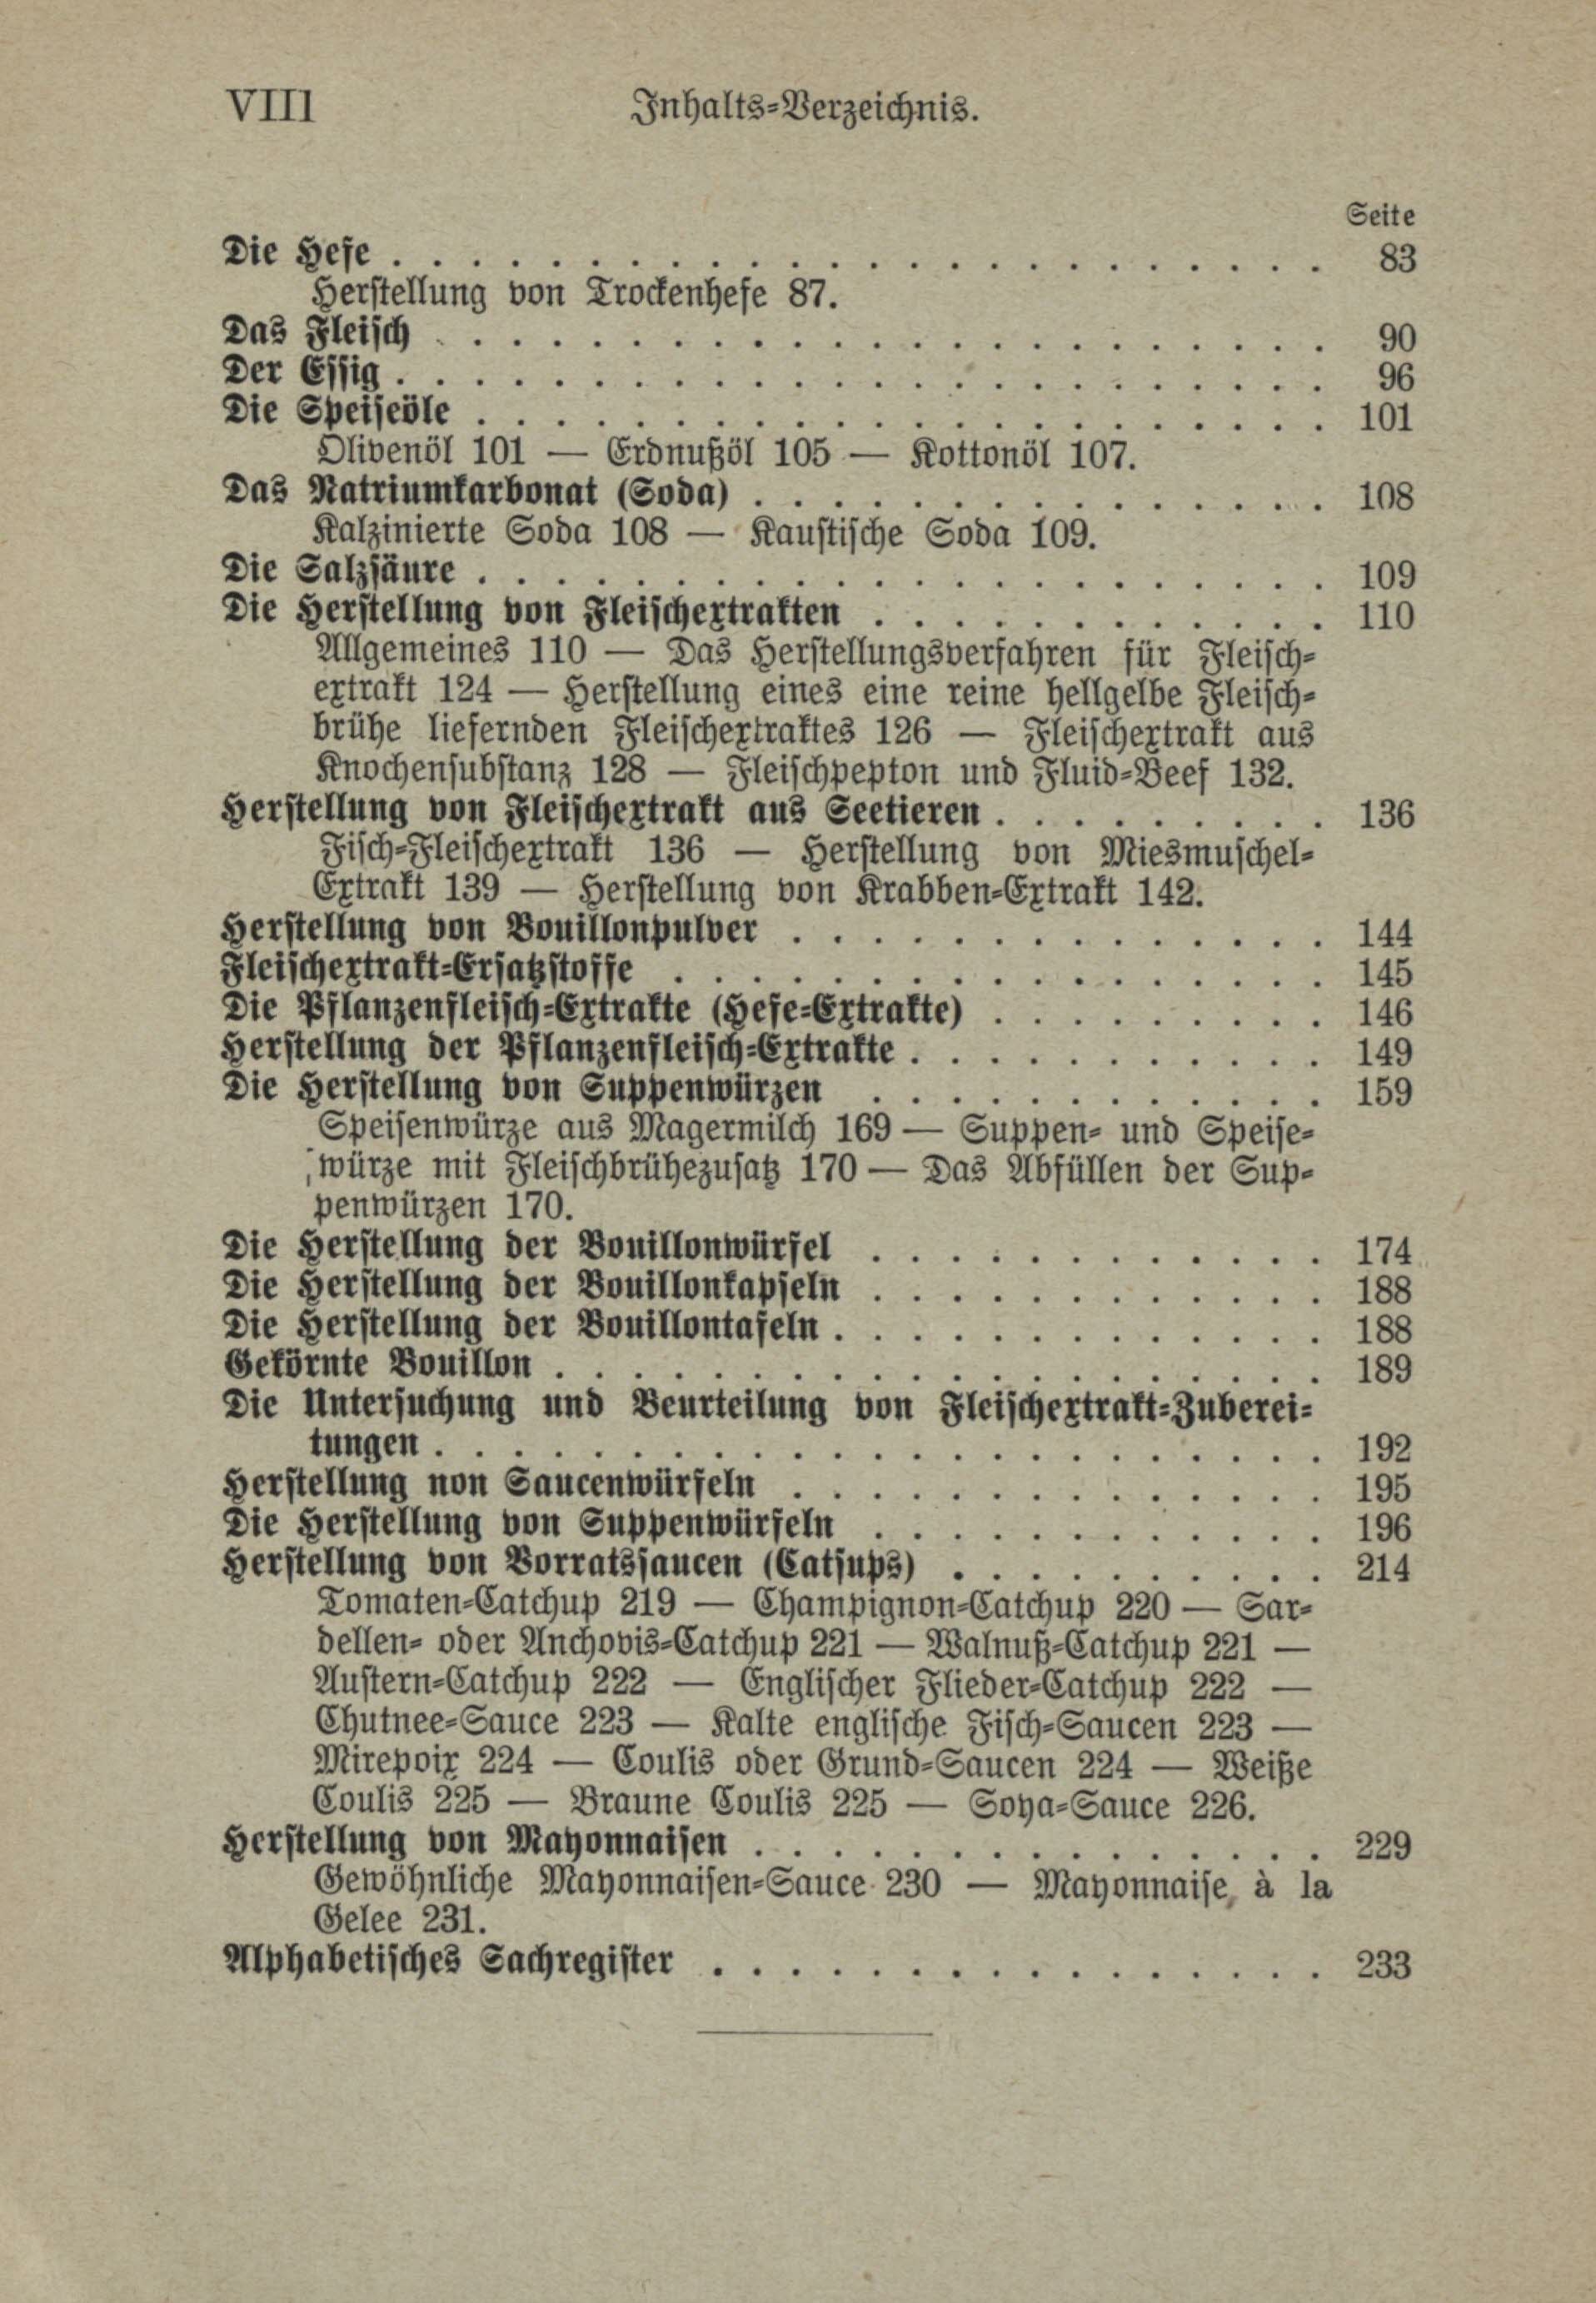 VIII Inhalts-Verzeichnis.
Seite
Die Hefe . . . . . . . . . . . . . . . . . . . . . . . . 83
Herstellung von Trockenhefe 87.
Das Fleisch . . . . . . . . . . . . . . . . . . . . . . . 90
Der Essig . . . . . . . . . . . . . . . . . . . . . . . . 96
Die Speiseöle . . . . . . . . . . . . . . . . . . . . . . 101
Olivenöl 101 — Erdnußöl 105 — Kottonöl 107.
Das Natriumkarbonat (Soda) . . . . . . . . . . . . . . . 108
Kalzinierte Soda 108 — Kaustische Soda 109.
Die Salzsäure . . . . . . . . . . . . . . . . . . . . . . 109
Die Herstellung von Fleischextrakten . . . . . . . . . . . . 110
Allgemeines 110 — Das Herstellungsverfahren für Fleisch-
extrakt 124 — Herstellung eines eine reine hellgelbe Fleisch-
brühe liefernden Fleischextraktes 126 — Fleischextrakt aus
Knochensubstanz 128 — Fleischpepton und Fluid-Beef 132.
Herstellung von Fleischextrakt aus Seetieren . . . . . . . . . 136
Fisch-Fleischextrakt 136 — Herstellung von Miesmuschel-
Extrakt 139 — Herstellung von Krabben-Extrakt 142.
Herstellung von Bouillonpulver . . . . . . . . . . . . . . 144
Fleischextrakt-Ersatzstoffe . . . . . . . . . . . . . . . . . 145
Die Pflanzenfleisch-Extrakte (Hefe-Extrakte) . . . . . . . . . 146
Herstellung der Pflanzenfleisch-Extrakte . . . . . . . . . . . 149
Die Herstellung von Suppenwürzen . . . . . . . . . . . . 159
Speisenwürze aus Magermilch 169 — Suppen- und Speise-
würze mit Fleischbrühezusatz 170 — Das Abfüllen der Sup-
penwürzen 170.
Die Herstellung der Bouillonwürfel . . . . . . . . . . . . 174
Die Herstellung der Bouillonkapseln . . . . . . . . . . . . 188
Die Herstellung der Bouillontafeln . . . . . . . . . . . . . 188
Gekörnte Bouillon . . . . . . . . . . . . . . . . . . . . 189
Die Untersuchung und Beurteilung von Fleischextrakt-Zuberei-
tungen . . . . . . . . . . . . . . . . . . . . . . . 192
Herstellung non Saucenwürfeln . . . . . . . . . . . . . . 195
Die Herstellung von Suppenwürfeln . . . . . . . . . . . . 196
Herstellung von Vorratssaucen (Catsups) . . . . . . . . . . 214
Tomaten-Catchup 219 — Champignon-Catchup 220 — Sar-
dellen- oder Anchovis-Catchup 221 — Walnuß-Catchup 221 —
Austern-Catchup 222 — Englischer Flieder-Catchup 222 —
Chutnee-Sauce 223 — Kalte englische Fisch-Saucen 223 —
Mirepoix 224 — Coulis oder Grund-Saucen 224 — Weiße
Coulis 225 — Braune Coulis 225 — Soya-Sauce 226.
Herstellung von Mayonnaisen . . . . . . . . . . . . . . . 229
Gewöhnliche Mayonnaisen-Sauce 230 — Mayonnaise à la
Gelee 231.
Alphabetisches Sachregister . . . . . . . . . . . . . . . . 233